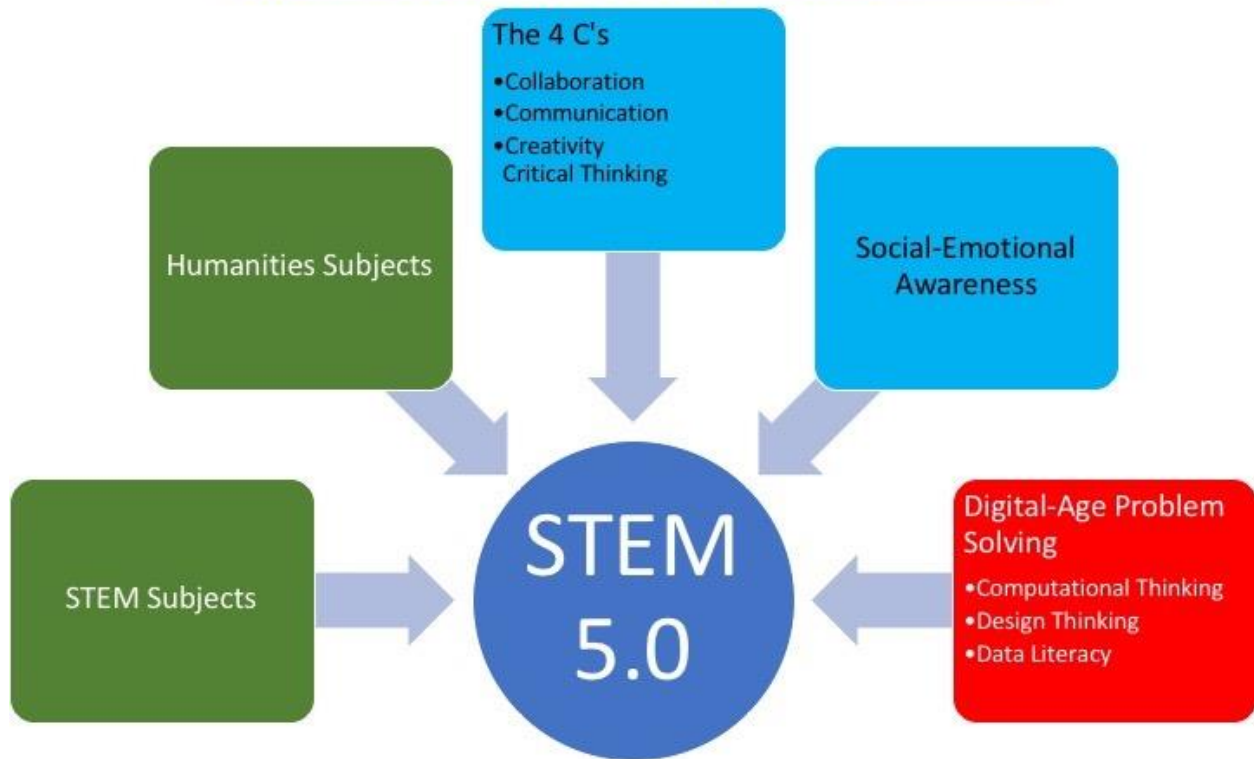 The 4 C's
•Collaboration
•Communication
•Creativity
Critical Thinking
Humanities Subjects
Social-Emotional
Awareness
STEM Subjects
STEM
5.0
Digital-Age Problem
Solving
•Computational Thinking
•Design Thinking
•Data Literacy